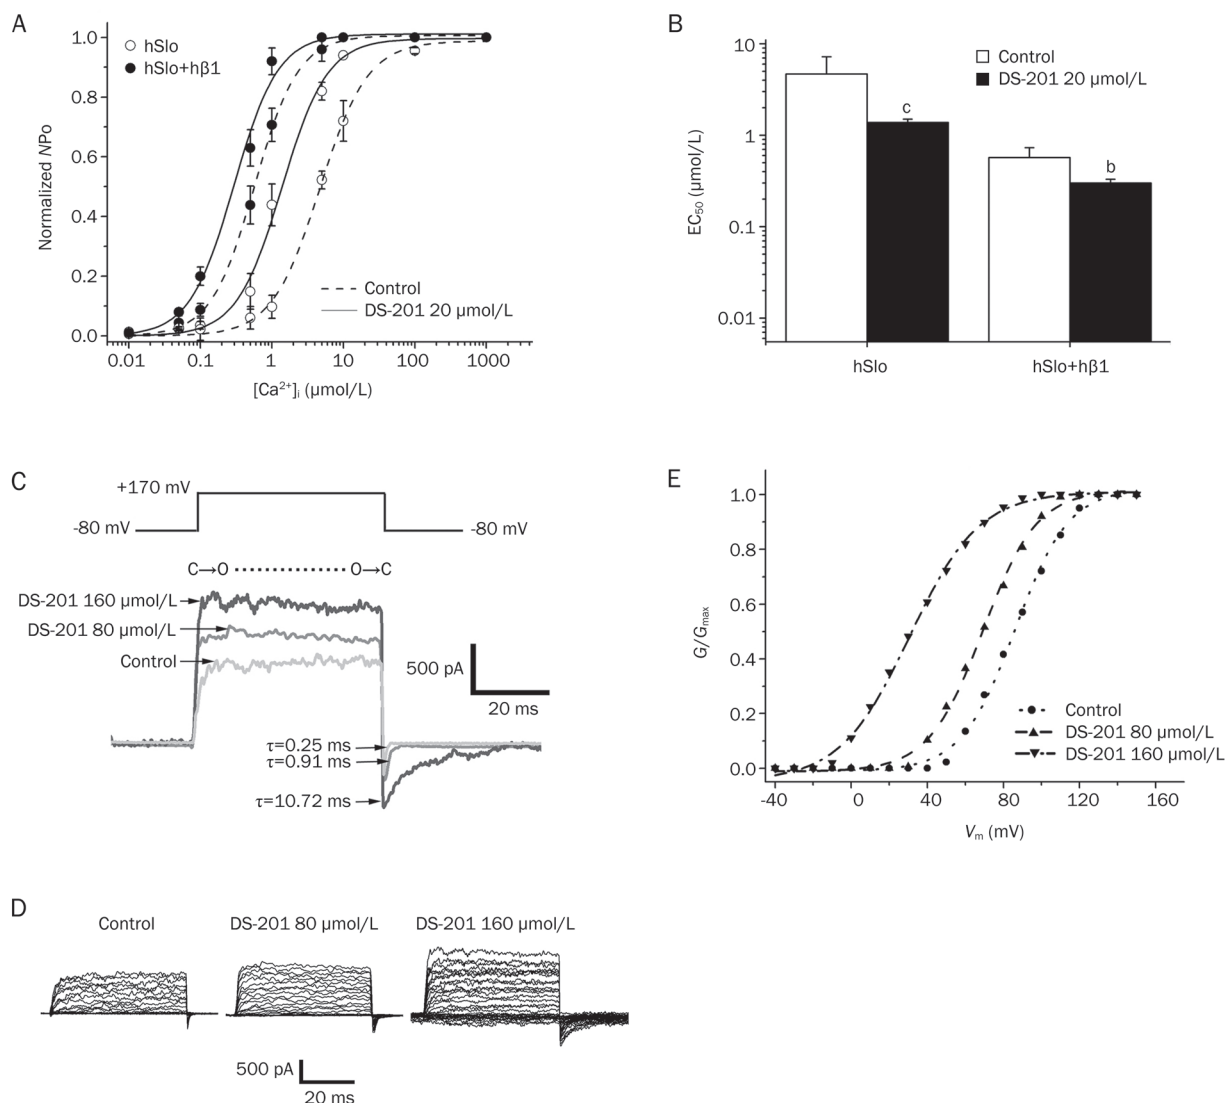 A
1.0
0.8
0.6
0.4
0.2
0.0
Normalized NPo
hSlo
hSlo+hβ1
Control
DS-201 20 µmol/L
0.01
0.1
1
10
100
1000
[Ca²⁺]ᵢ (µmol/L)
B
10
1
0.1
0.01
EC₅₀ (µmol/L)
Control
DS-201 20 µmol/L
c
b
hSlo
hSlo+hβ1
C
+170 mV
-80 mV
-80 mV
C→O
O→C
DS-201 160 µmol/L
DS-201 80 µmol/L
Control
500 pA
20 ms
τ=0.25 ms
τ=0.91 ms
τ=10.72 ms
E
1.0
0.8
0.6
0.4
0.2
0.0
G/Gmax
Control
DS-201 80 µmol/L
DS-201 160 µmol/L
-40
0
40
80
120
160
Vm (mV)
D
Control
DS-201 80 µmol/L
DS-201 160 µmol/L
500 pA
20 ms